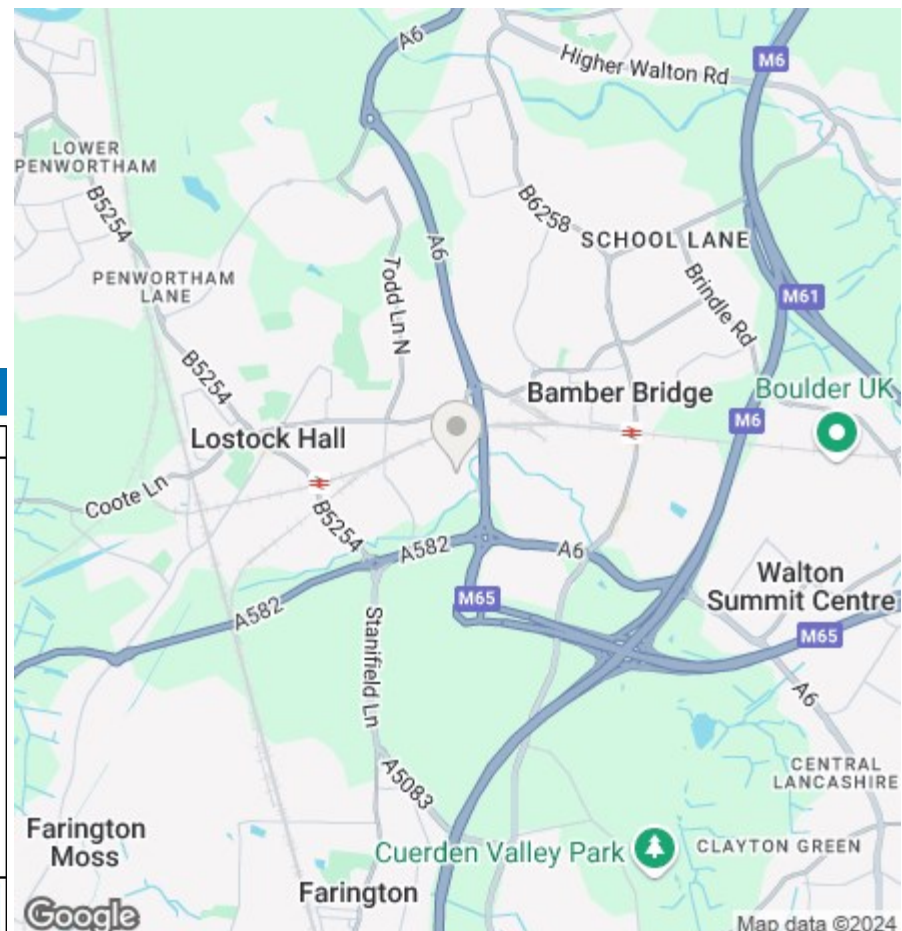 A6
Higher Walton Rd
M6
LOWER
PENWORTHAM
B5254
B6258
SCHOOL LANE
A6
PENWORTHAM
LANE
Todd Ln N
Brindle Rd
M61
B5254
Bamber Bridge
Boulder UK
M6
Lostock Hall
Coote Ln
B5254
A582
A6
Walton
Summit Centre
M65
A582
M65
Stanifield Ln
A6
A5083
CENTRAL
LANCASHIRE
Farington
Moss
Cuerden Valley Park
CLAYTON GREEN
Farington
Google
Map data ©2024